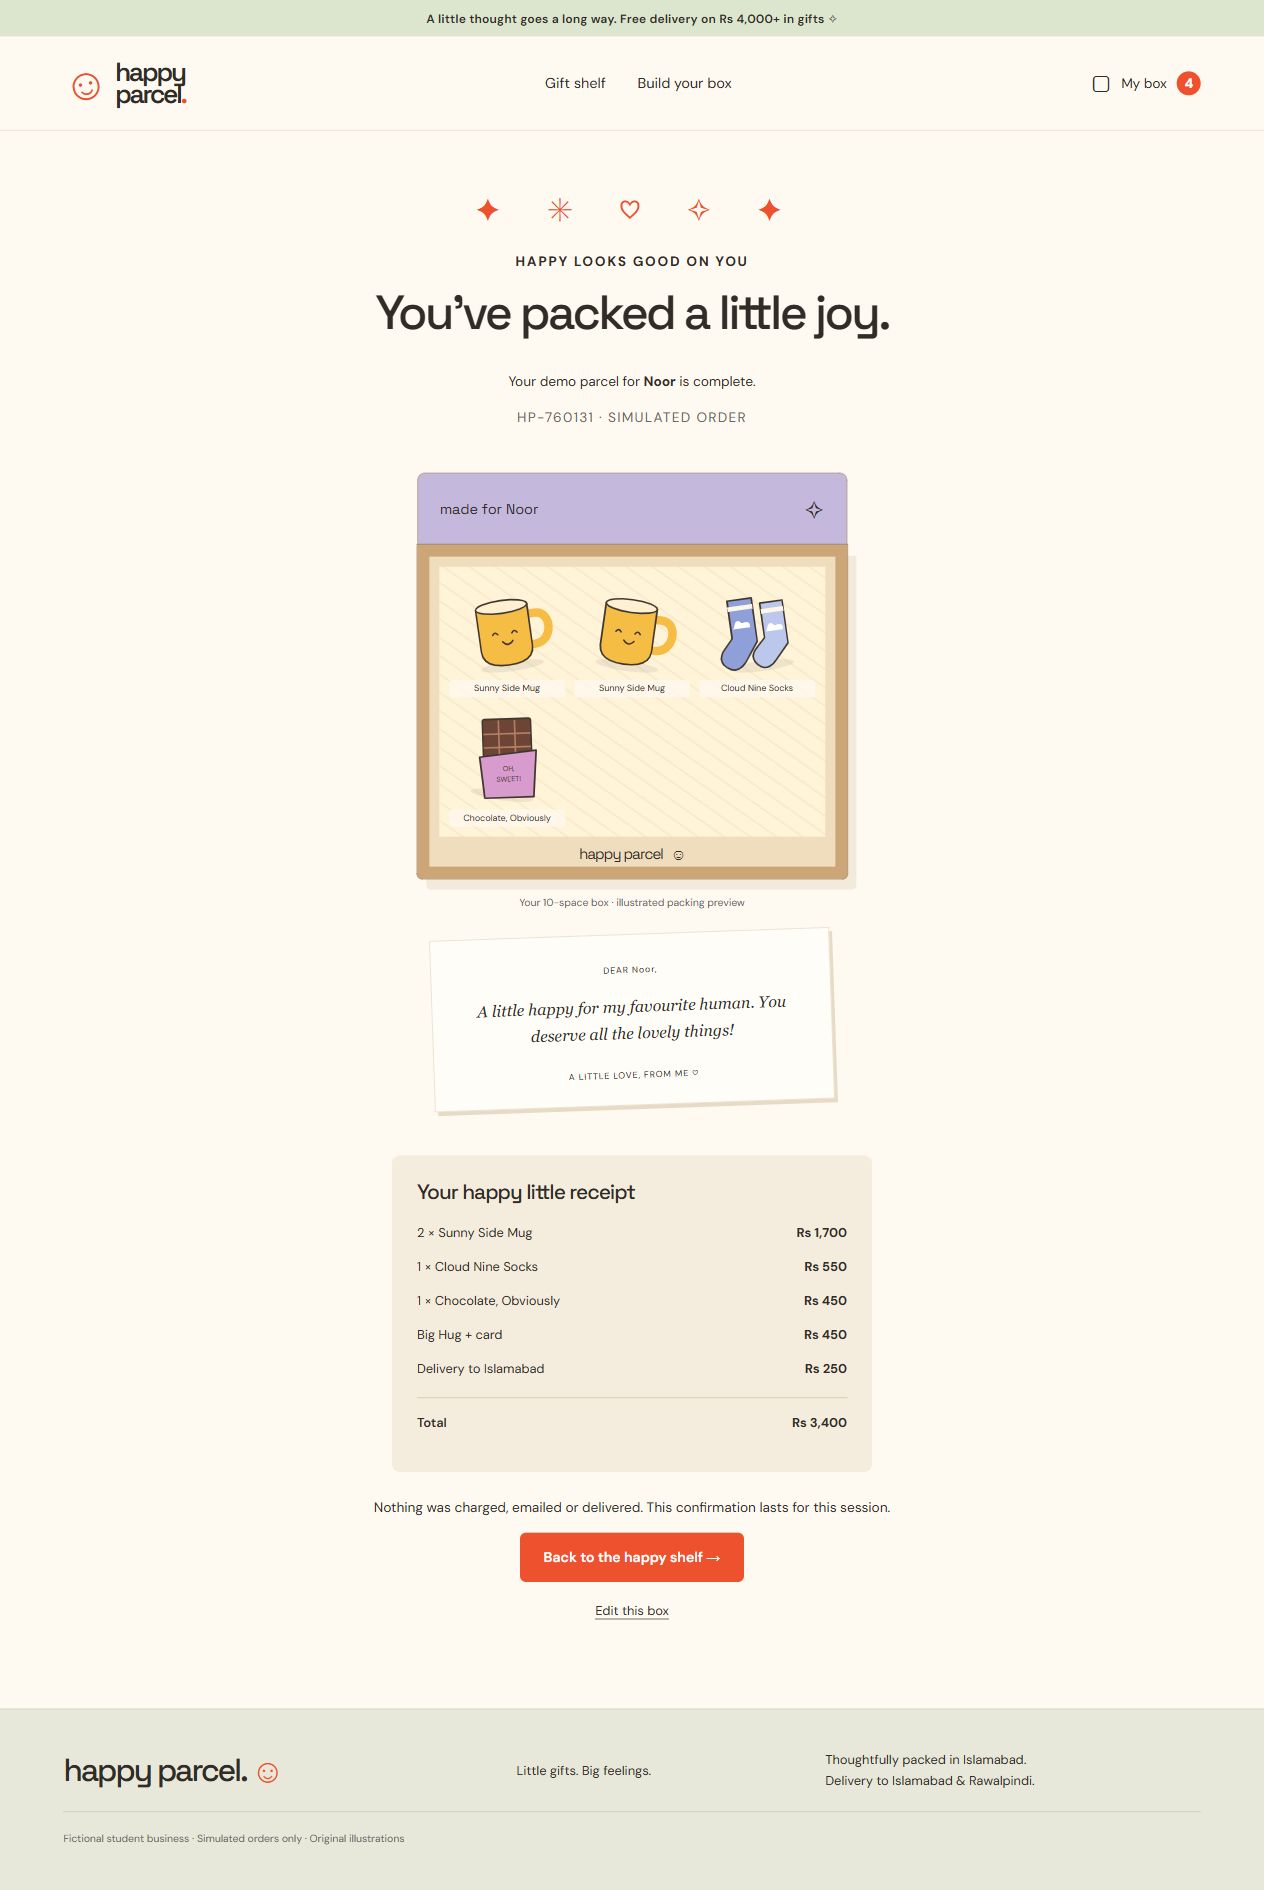 A little thought goes a long way. Free delivery on Rs 4,000+ in gifts ✧
happy
parcel.
Gift shelf
Build your box
My box
4
HAPPY LOOKS GOOD ON YOU
You’ve packed a little joy.
Your demo parcel for Noor is complete.
HP-760131 · SIMULATED ORDER
made for Noor
Sunny Side Mug
Sunny Side Mug
Cloud Nine Socks
OH,
SWEET!
Chocolate, Obviously
happy parcel ☺
Your 10-space box · illustrated packing preview
DEAR Noor,
A little happy for my favourite human. You
deserve all the lovely things!
A LITTLE LOVE, FROM ME ♡
Your happy little receipt
2 × Sunny Side Mug Rs 1,700
1 × Cloud Nine Socks Rs 550
1 × Chocolate, Obviously Rs 450
Big Hug + card Rs 450
Delivery to Islamabad Rs 250
Total Rs 3,400
Nothing was charged, emailed or delivered. This confirmation lasts for this session.
Back to the happy shelf →
Edit this box
happy parcel. ☺
Little gifts. Big feelings.
Thoughtfully packed in Islamabad.
Delivery to Islamabad & Rawalpindi.
Fictional student business · Simulated orders only · Original illustrations